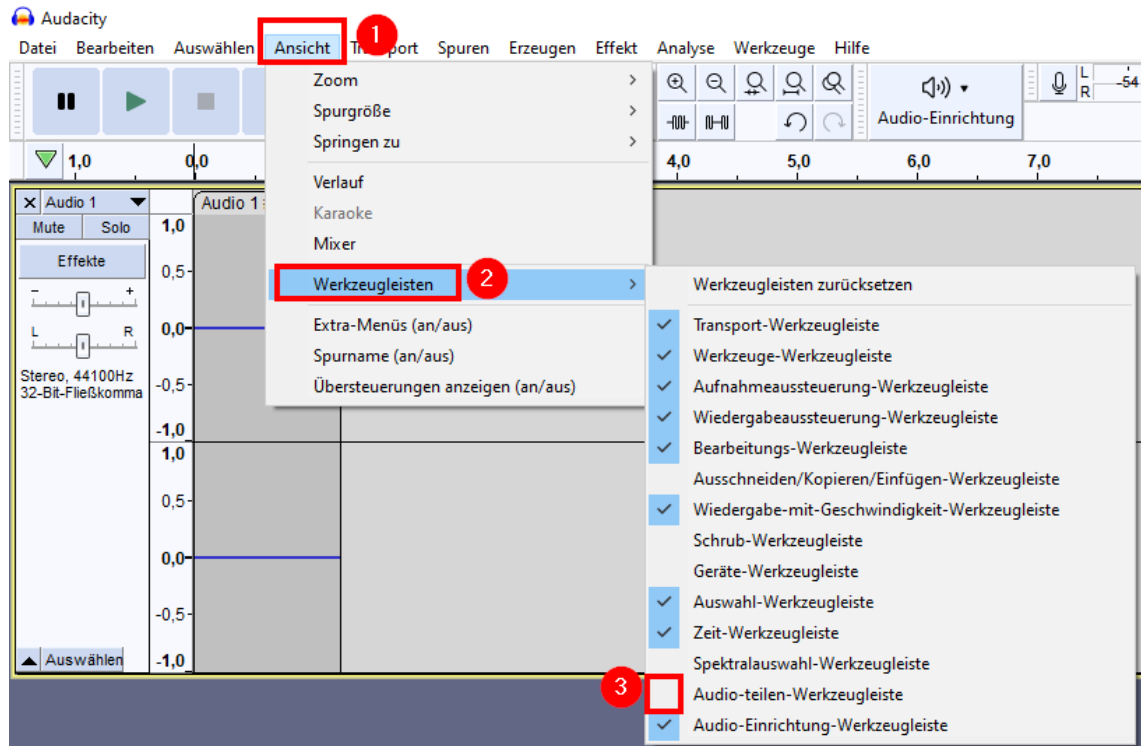 Audacity
Datei Bearbeiten Auswählen Ansicht Transport Spuren Erzeugen Effekt Analyse Werkzeuge Hilfe
1
Audio-Einrichtung
L
R
-54
1,0 0,0 4,0 5,0 6,0 7,0
Zoom
Spurgröße
Springen zu
Verlauf
Karaoke
Mixer
Werkzeugleisten
2
Extra-Menüs (an/aus)
Spurname (an/aus)
Übersteuerungen anzeigen (an/aus)
Audio 1
Audio 1
Mute Solo
Effekte
- +
L R
Stereo, 44100Hz
32-Bit-Fließkomma
Auswählen
1,0
0,5-
0,0-
-0,5-
-1,0
1,0
0,5-
0,0-
-0,5-
-1,0
Werkzeugleisten zurücksetzen
Transport-Werkzeugleiste
Werkzeuge-Werkzeugleiste
Aufnahmeaussteuerung-Werkzeugleiste
Wiedergabeaussteuerung-Werkzeugleiste
Bearbeitungs-Werkzeugleiste
Ausschneiden/Kopieren/Einfügen-Werkzeugleiste
Wiedergabe-mit-Geschwindigkeit-Werkzeugleiste
Schrub-Werkzeugleiste
Geräte-Werkzeugleiste
Auswahl-Werkzeugleiste
Zeit-Werkzeugleiste
Spektralauswahl-Werkzeugleiste
3
Audio-teilen-Werkzeugleiste
Audio-Einrichtung-Werkzeugleiste